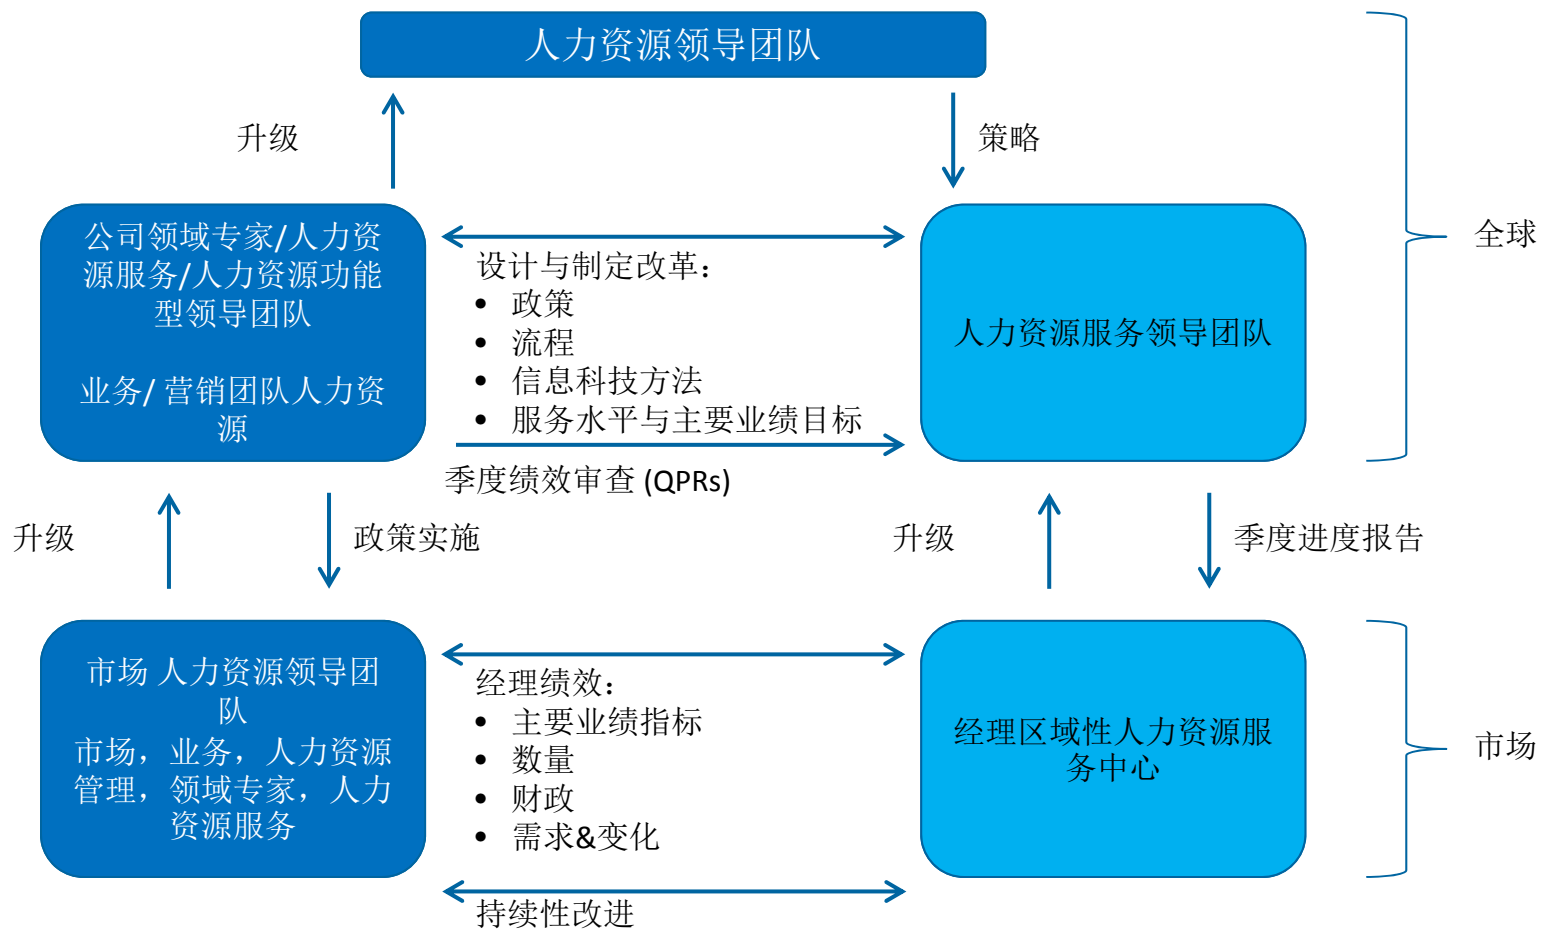 人力资源领导团队
升级
策略
公司领域专家/人力资
源服务/人力资源功能
型领导团队
业务/ 营销团队人力资
源
设计与制定改革：
• 政策
• 流程
• 信息科技方法
• 服务水平与主要业绩目标
季度绩效审查 (QPRs)
人力资源服务领导团队
全球
升级
政策实施
升级
季度进度报告
市场 人力资源领导团
队
市场，业务，人力资源
管理，领域专家，人力
资源服务
经理绩效：
• 主要业绩指标
• 数量
• 财政
• 需求&变化
持续性改进
经理区域性人力资源服
务中心
市场